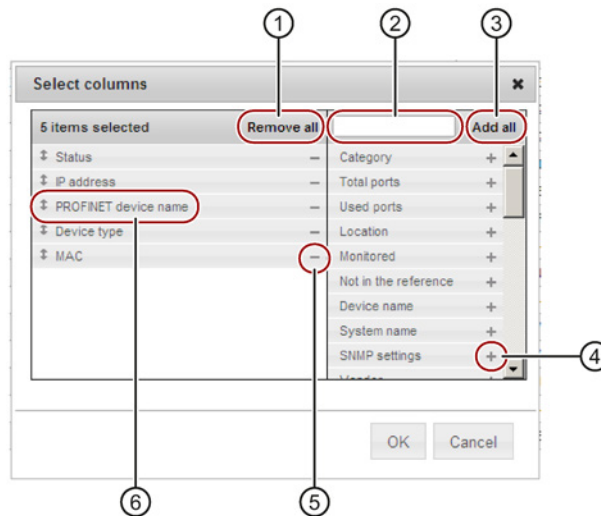 1 2 3
Select columns
5 items selected Remove all Add all
Status Category
IP address Total ports
PROFINET device name Used ports
Device type Location
MAC Monitored
Not in the reference
Device name
System name
SNMP settings
4
Vendor
OK Cancel
6 5